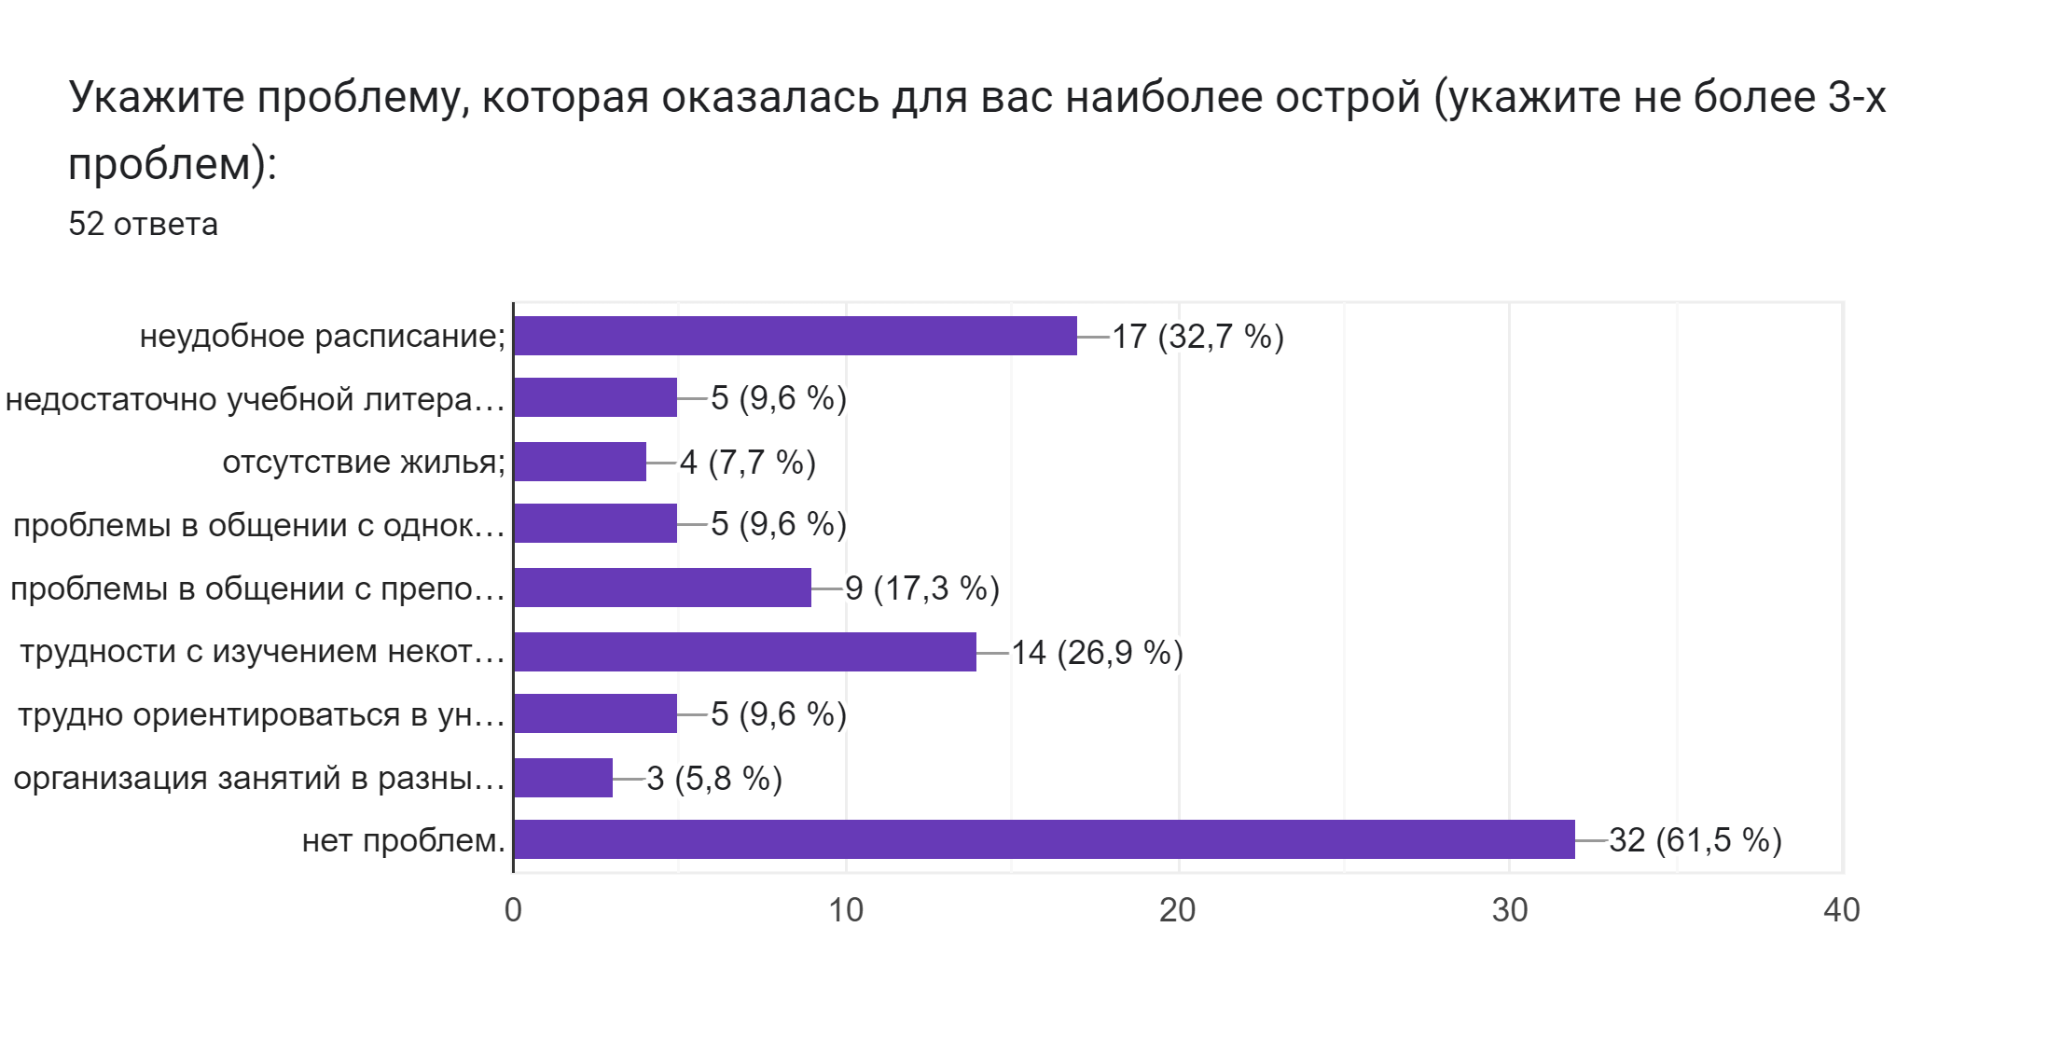 Укажите проблему, которая оказалась для вас наиболее острой (укажите не более 3-х
проблем):
52 ответа
неудобное расписание;
17 (32,7 %)
недостаточно учебной литера…
5 (9,6 %)
отсутствие жилья;
4 (7,7 %)
проблемы в общении с однок…
5 (9,6 %)
проблемы в общении с препо…
9 (17,3 %)
трудности с изучением некот…
14 (26,9 %)
трудно ориентироваться в ун…
5 (9,6 %)
организация занятий в разны…
3 (5,8 %)
нет проблем.
32 (61,5 %)
0 10 20 30 40